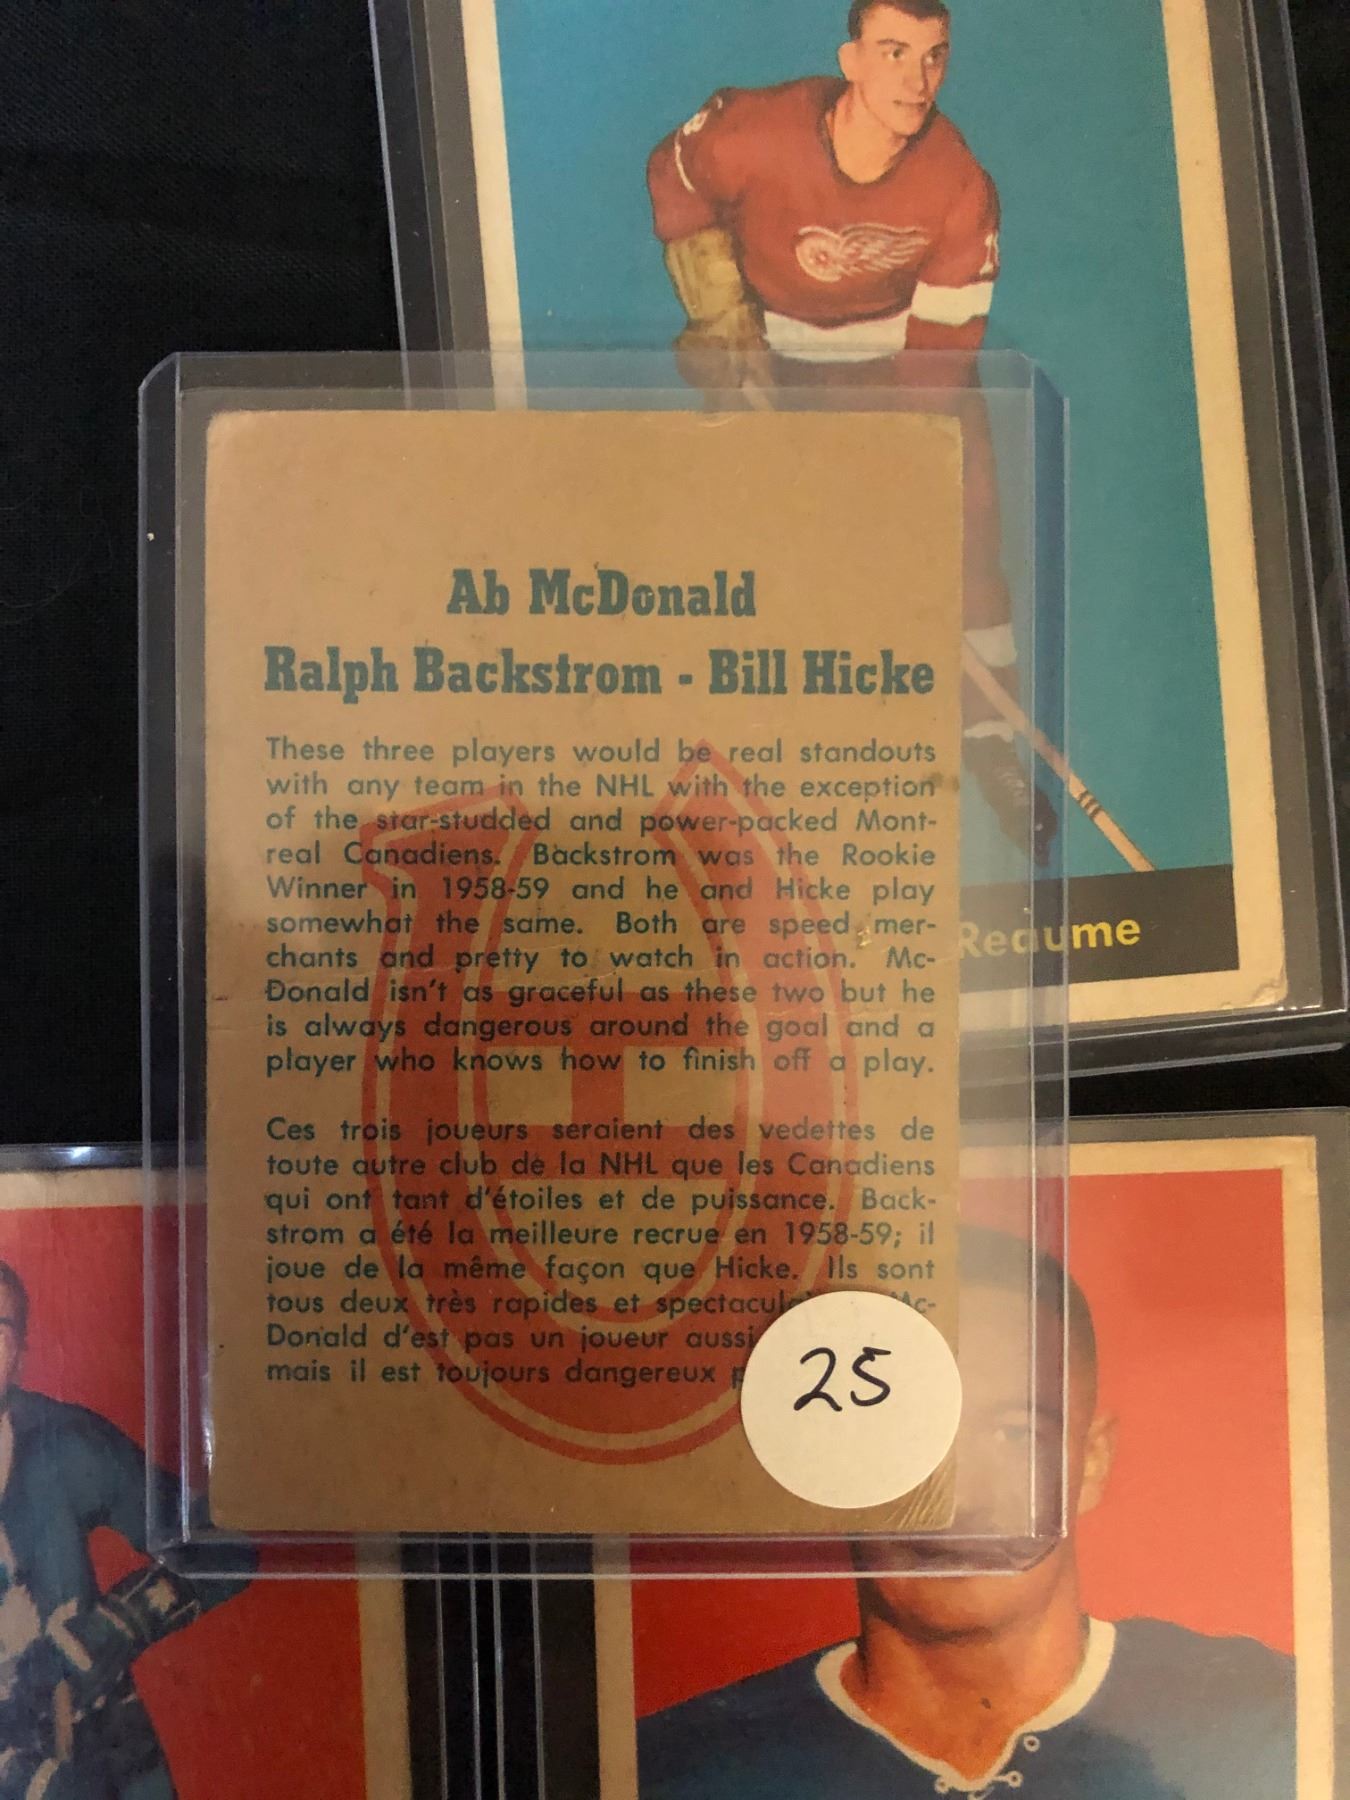 Ab McDonald
Ralph Backstrom - Bill Hicke
These three players would be real standouts
with any team in the NHL with the exception
of the star-studded and power-packed Mont-
real Canadiens. Backstrom was the Rookie
Winner in 1958-59 and he and Hicke play
somewhat the same. Both are speed mer-
chants and pretty to watch in action. Mc-
Donald isn't as graceful as these two but he
is always dangerous around the goal and a
player who knows how to finish off a play.
Ces trois joueurs seraient des vedettes de
toute autre club de la NHL que les Canadiens
qui ont tant d'étoiles et de puissance. Back-
strom a été la meilleure recrue en 1958-59; il
joue de la même façon que Hicke. Ils sont
tous deux très rapides et Mc-
Donald d'est pas un joueur aussi
mais il est toujours dangereux
25
Reaume